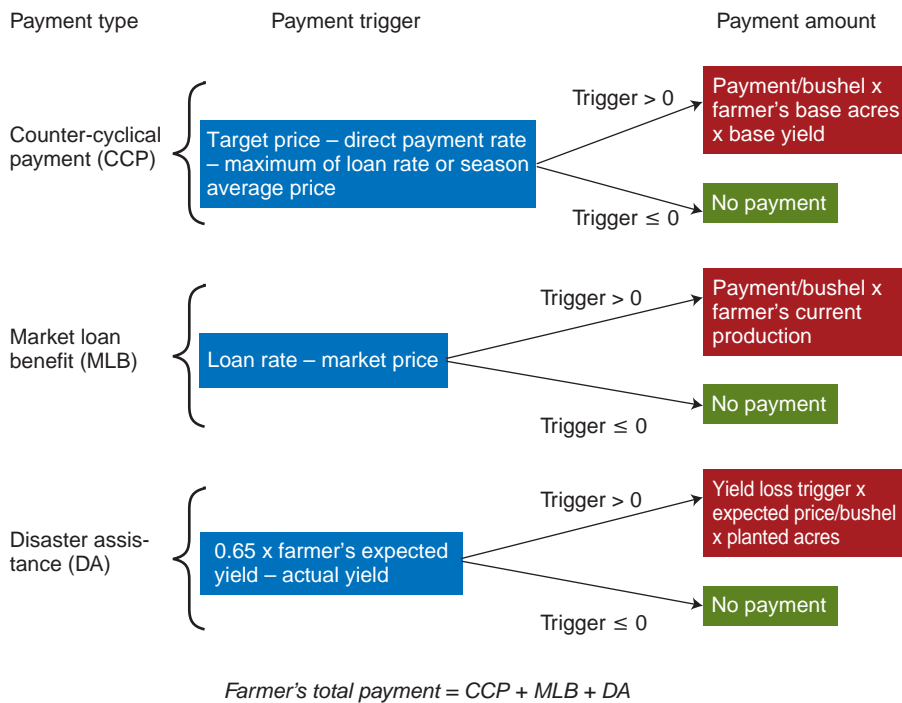 Payment type
Payment trigger
Payment amount
Counter-cyclical
payment (CCP)
Target price – direct payment rate
– maximum of loan rate or season
average price
Trigger > 0
Payment/bushel x
farmer's base acres
x base yield
Trigger ≤ 0
No payment
Market loan
benefit (MLB)
Loan rate – market price
Trigger > 0
Payment/bushel x
farmer's current
production
Trigger ≤ 0
No payment
Disaster assis-
tance (DA)
0.65 x farmer's expected
yield – actual yield
Trigger > 0
Yield loss trigger x
expected price/bushel
x planted acres
Trigger ≤ 0
No payment
Farmer's total payment = CCP + MLB + DA